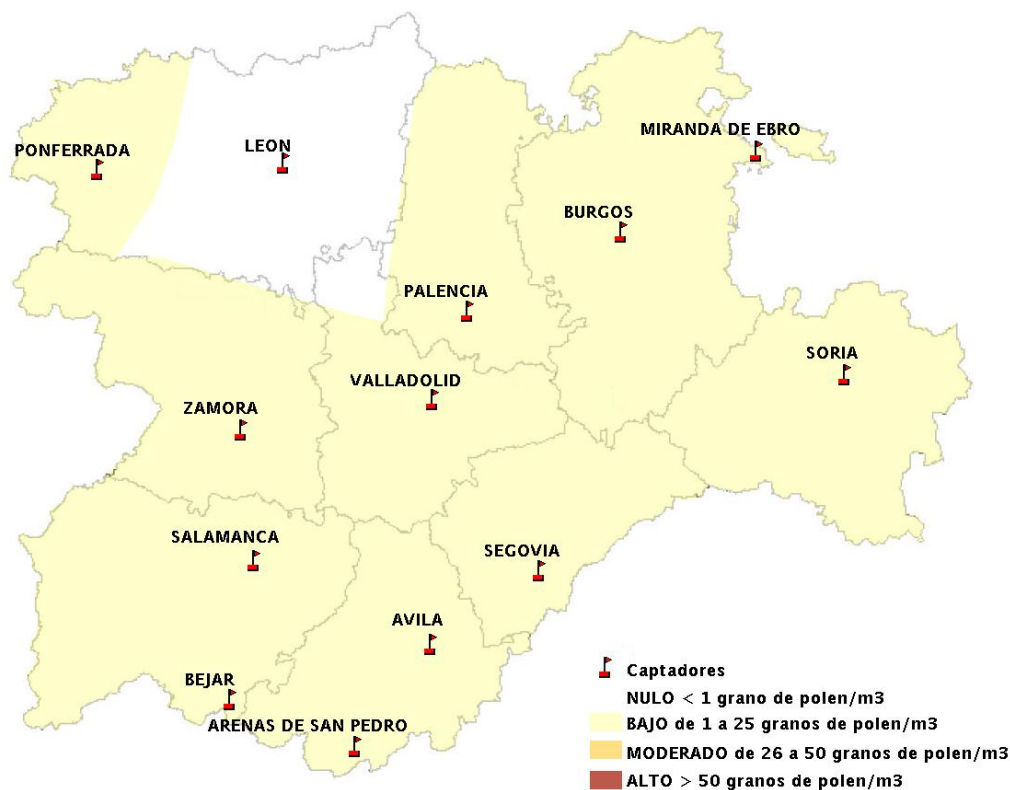 MIRANDA DE EBRO
PONFERRADA
LEON
BURGOS
PALENCIA
SORIA
VALLADOLID
ZAMORA
SALAMANCA
SEGOVIA
AVILA
BEJAR
ARENAS DE SAN PEDRO
Captadores
NULO < 1 grano de polen/m3
BAJO de 1 a 25 granos de polen/m3
MODERADO de 26 a 50 granos de polen/m3
ALTO > 50 granos de polen/m3